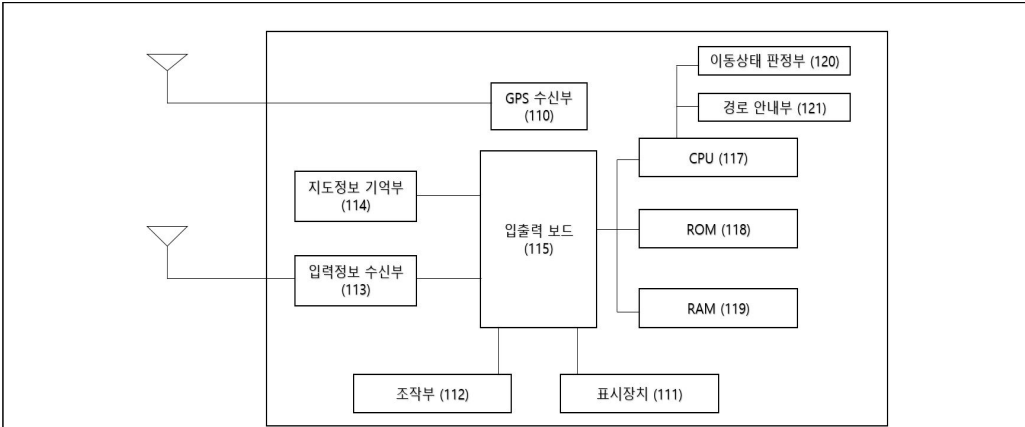 이동상태 판정부 (120)
GPS 수신부
(110)
경로 안내부 (121)
CPU (117)
지도정보 기억부
(114)
입출력 보드
(115)
ROM (118)
입력정보 수신부
(113)
RAM (119)
조작부 (112)
표시장치 (111)